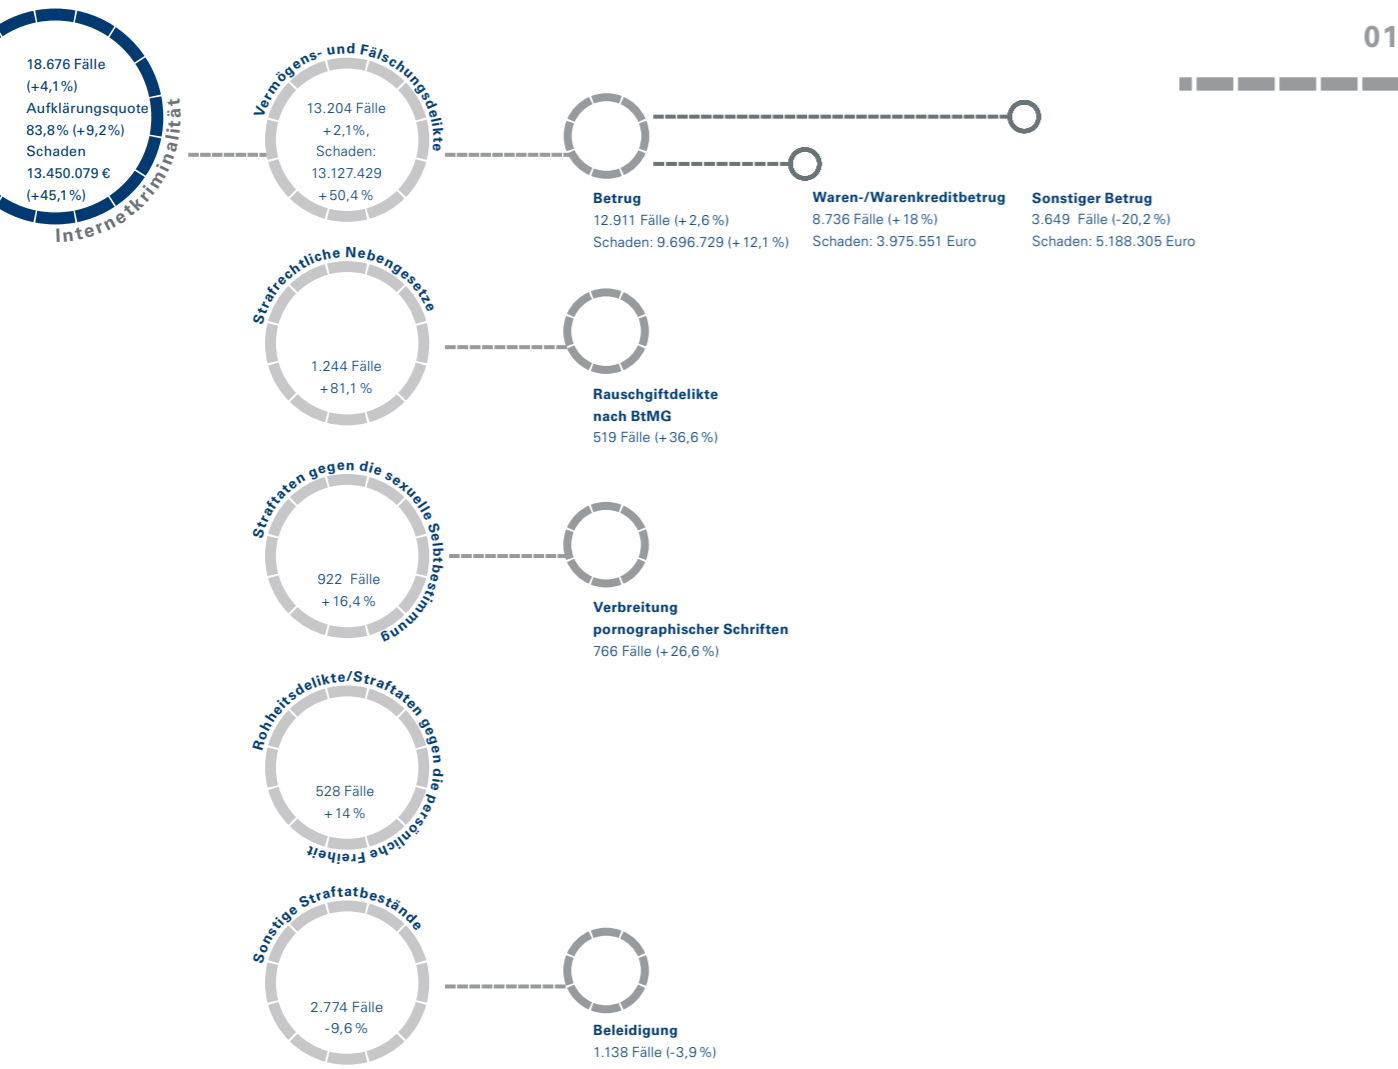 01
18.676 Fälle
(+4,1%)
Aufklärungsquote
83,8% (+9,2%)
Schaden
13.450.079 €
(+45,1%)
Internetkriminalität
Vermögens- und Fälschungsdelikte
13.204 Fälle
+2,1%,
Schaden:
13.127.429
+50,4%
Betrug
12.911 Fälle (+2,6%)
Schaden: 9.696.729 (+12,1%)
Waren-/Warenkreditbetrug
8.736 Fälle (+18%)
Schaden: 3.975.551 Euro
Sonstiger Betrug
3.649 Fälle (-20,2%)
Schaden: 5.188.305 Euro
Strafrechtliche Nebengesetze
1.244 Fälle
+81,1%
Rauschgiftdelikte
nach BtMG
519 Fälle (+36,6%)
Straftaten gegen die sexuelle Selbtbestimmung
922 Fälle
+16,4%
Verbreitung
pornographischer Schriften
766 Fälle (+26,6%)
Rohheitsdelikte/Straftaten gegen die persönliche Freiheit
528 Fälle
+14%
Sonstige Straftatbestände
2.774 Fälle
-9,6%
Beleidigung
1.138 Fälle (-3,9%)